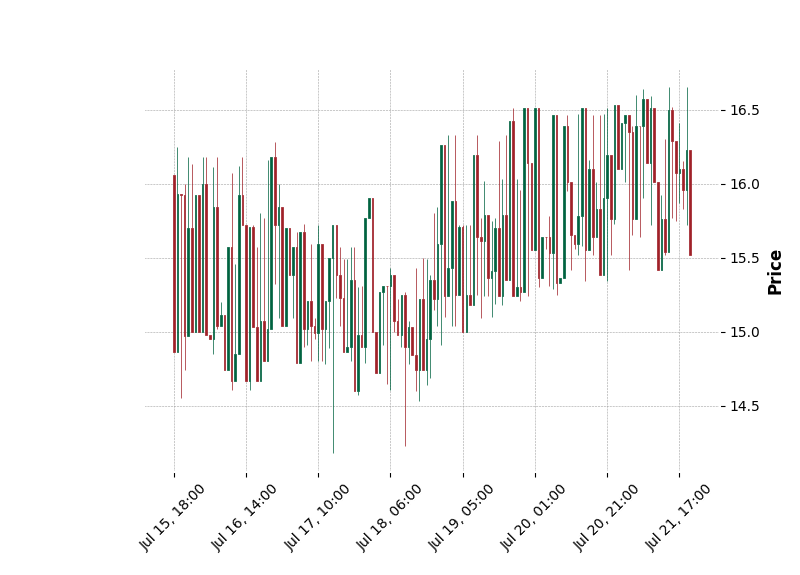 16.5
16.0
15.5
15.0
14.5
Price
Jul 15, 18:00
Jul 16, 14:00
Jul 17, 10:00
Jul 18, 06:00
Jul 19, 05:00
Jul 20, 01:00
Jul 20, 21:00
Jul 21, 17:00